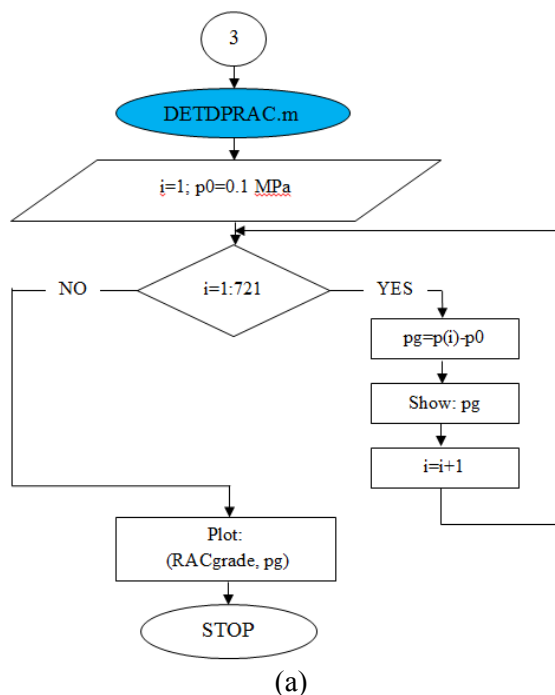 3
DETDPRAC.m
i=1; p0=0.1 MPa
i=1:721
NO
YES
pg=p(i)-p0
Show: pg
i=i+1
Plot:
(RACgrade, pg)
STOP
(a)